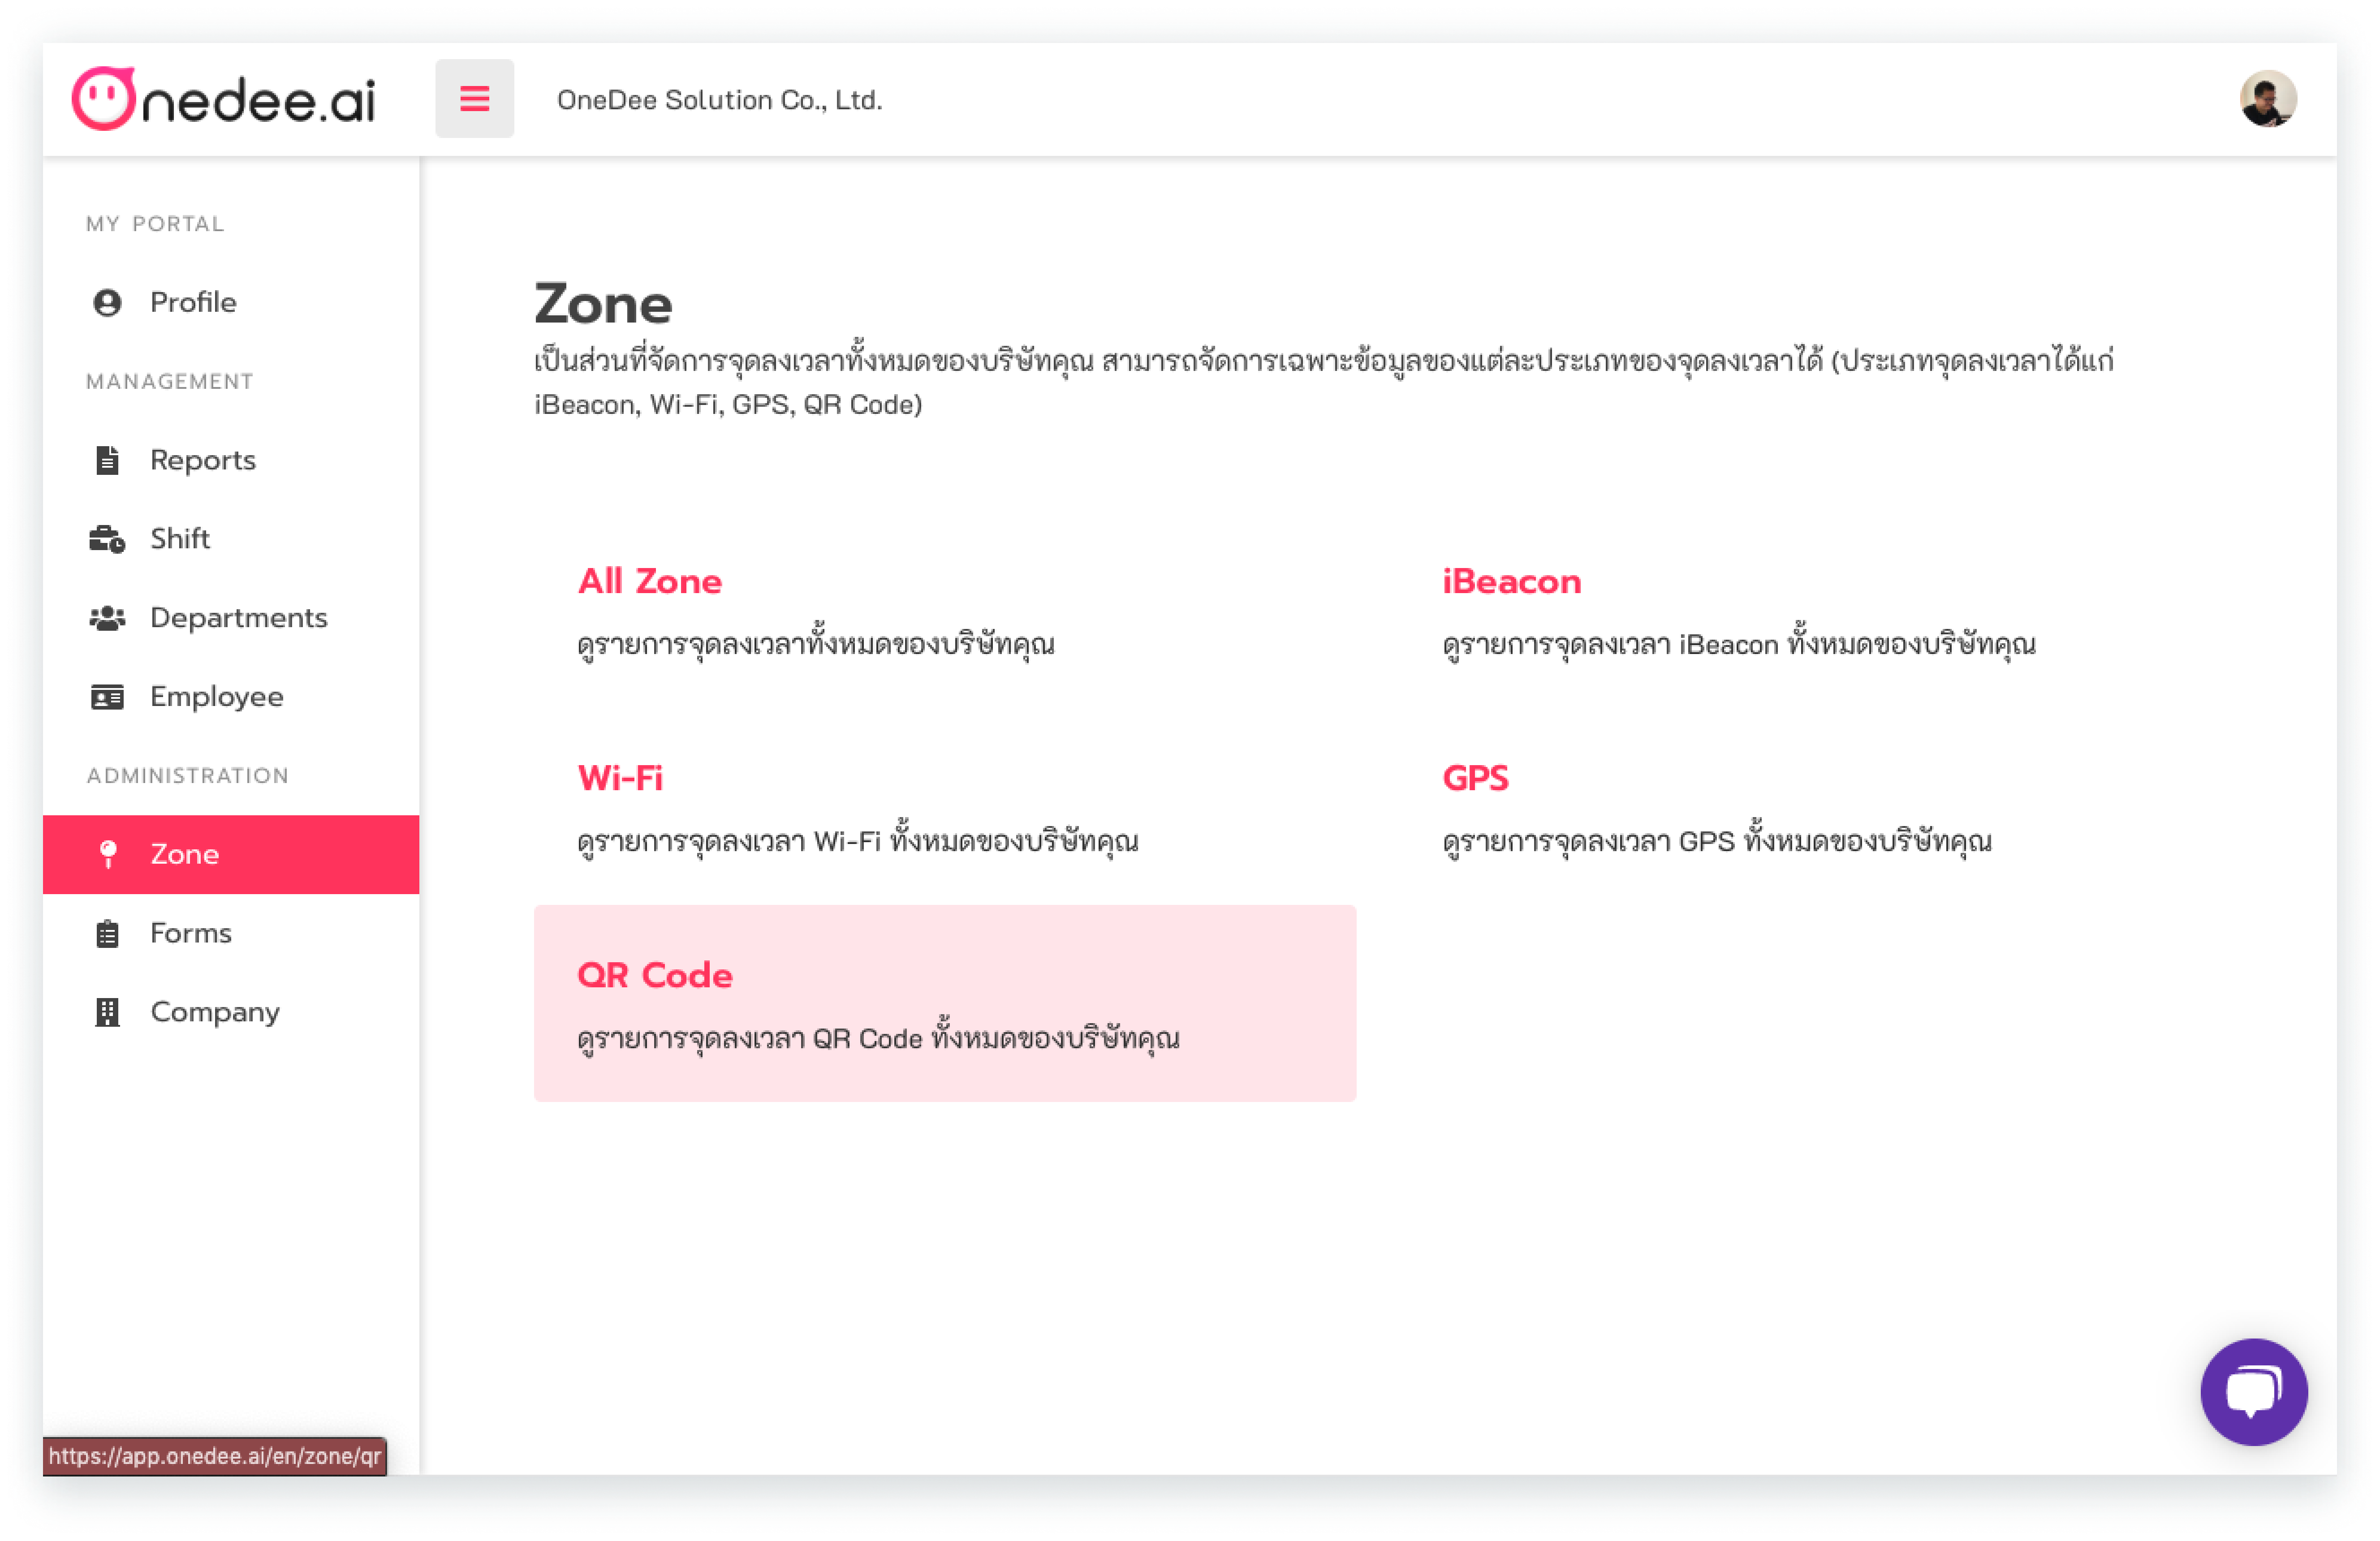 Onedee.ai
OneDee Solution Co., Ltd.
MY PORTAL
Profile
MANAGEMENT
Reports
Shift
Departments
Employee
ADMINISTRATION
Zone
Forms
Company
Zone
เป็นส่วนที่จัดการจุดลงเวลาทั้งหมดของบริษัทคุณ สามารถจัดการเฉพาะข้อมูลของแต่ละประเภทของจุดลงเวลาได้ (ประเภทจุดลงเวลาได้แก่
iBeacon, Wi-Fi, GPS, QR Code)
All Zone
ดูรายการจุดลงเวลาทั้งหมดของบริษัทคุณ
iBeacon
ดูรายการจุดลงเวลา iBeacon ทั้งหมดของบริษัทคุณ
Wi-Fi
ดูรายการจุดลงเวลา Wi-Fi ทั้งหมดของบริษัทคุณ
GPS
ดูรายการจุดลงเวลา GPS ทั้งหมดของบริษัทคุณ
QR Code
ดูรายการจุดลงเวลา QR Code ทั้งหมดของบริษัทคุณ
https://app.onedee.ai/en/zone/qr